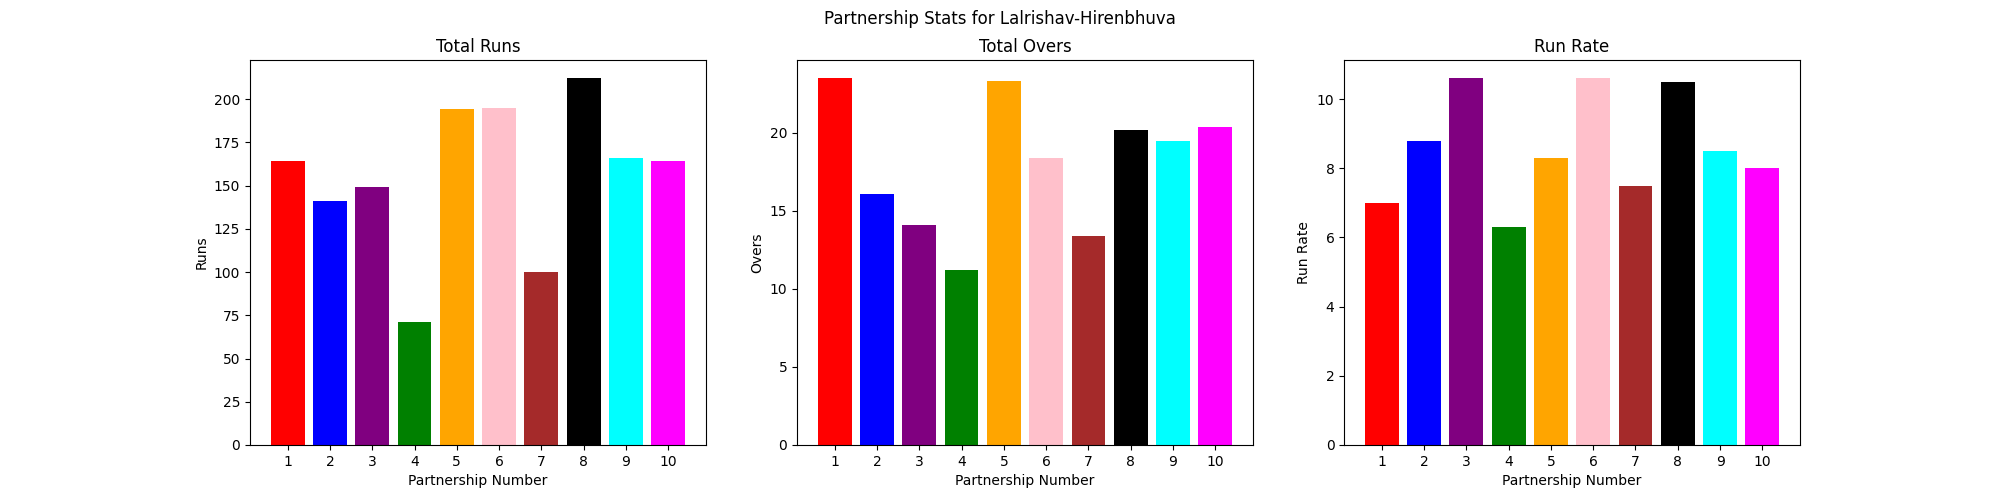 Partnership Stats for Lalrishav-Hirenbhuva
Total Runs
200
175
150
125
100
75
50
25
0
Runs
1 2 3 4 5 6 7 8 9 10
Partnership Number
Total Overs
20
15
10
5
0
Overs
1 2 3 4 5 6 7 8 9 10
Partnership Number
Run Rate
10
8
6
4
2
0
Run Rate
1 2 3 4 5 6 7 8 9 10
Partnership Number